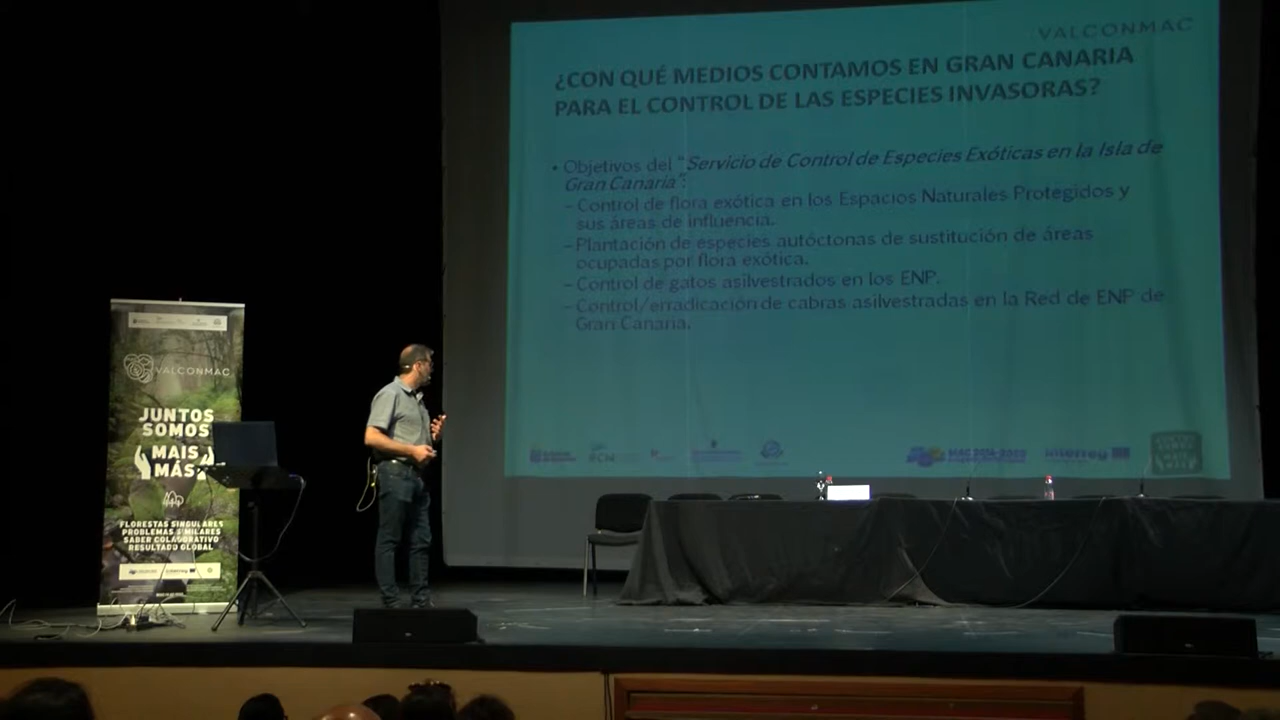 VALCONMAC
¿CON QUÉ MEDIOS CONTAMOS EN GRAN CANARIA
PARA EL CONTROL DE LAS ESPECIES INVASORAS?
• Objetivos del "Servicio de Control de Especies Exóticas en la Isla de
Gran Canaria":
– Control de flora exótica en los Espacios Naturales Protegidos y
sus áreas de influencia.
– Plantación de especies autóctonas de sustitución de áreas
ocupadas por flora exótica.
– Control de gatos asilvestrados en los ENP.
– Control/erradicación de cabras asilvestradas en la Red de ENP de
Gran Canaria.
MAC 2014-2020
Interreg
VALCONMAC
JUNTOS
SOMOS
MAIS
MÁS
FLORESTAS SINGULARES
PROBLEMAS SIMILARES
SABER COLABORATIVO
RESULTADO GLOBAL